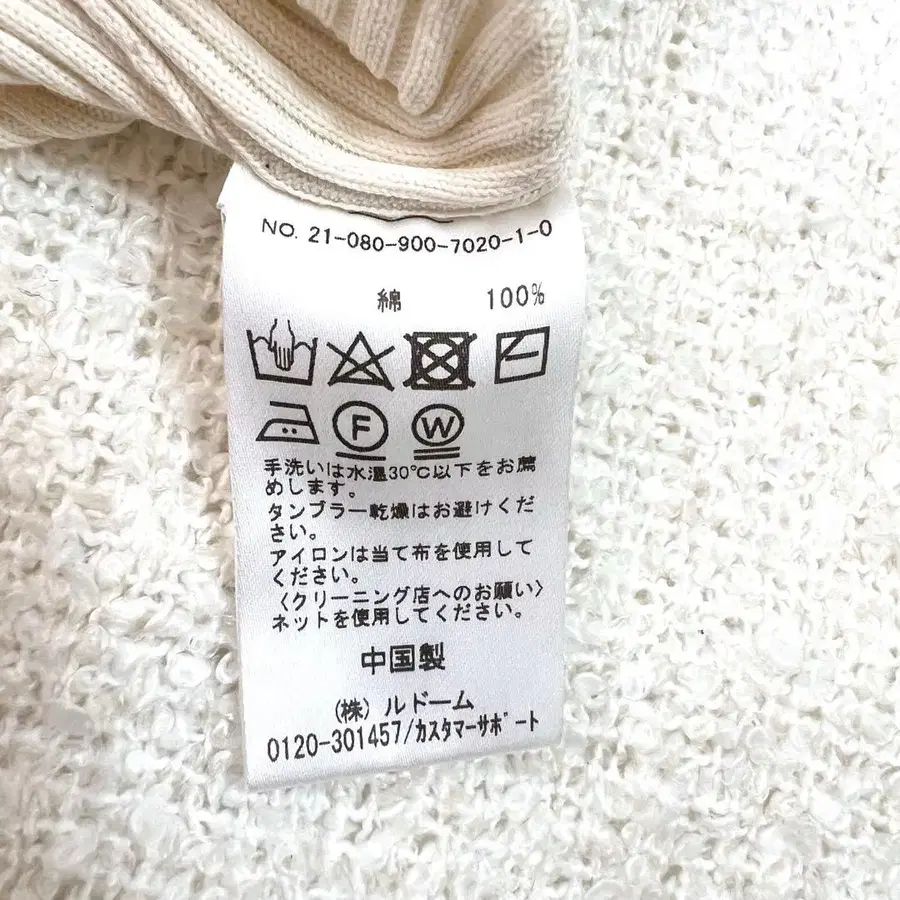 NO. 21-080-900-7020-1-0
綿 100%
F W
手洗いは水温30℃以下をお薦
めします。
タンブラー乾燥はお避けくだ
さい。
アイロンは当て布を使用して
ください。
〈クリーニング店へのお願い〉
ネットを使用してください。
中国製
(株) ルドーム
0120-301457/カスタマーサポート